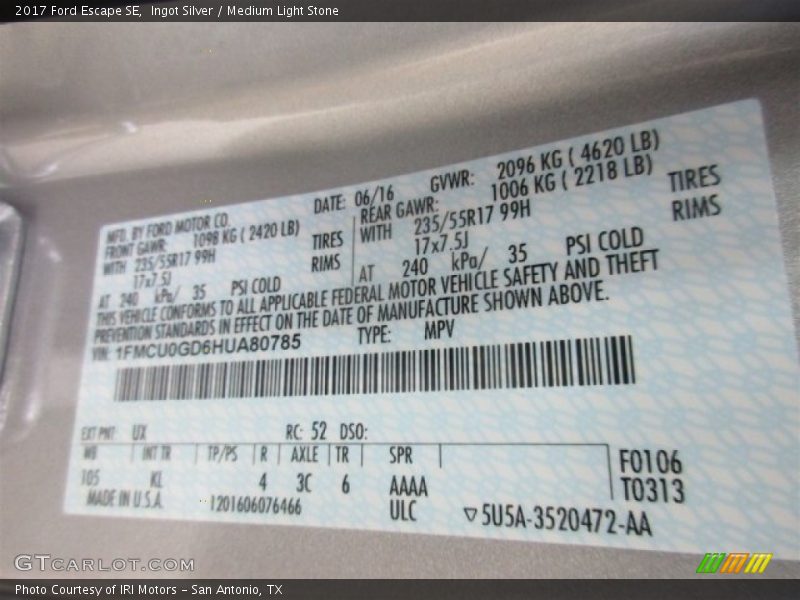 2017 Ford Escape SE, Ingot Silver / Medium Light Stone
MFD. BY FORD MOTOR CO. DATE: 06/16 GVWR: 2096 KG ( 4620 LB)
FRONT GAWR: 1098 KG ( 2420 LB) REAR GAWR: 1006 KG ( 2218 LB)
WITH 235/55R17 99H TIRES WITH 235/55R17 99H TIRES
17x7.5J RIMS 17x7.5J RIMS
AT 240 kPa/ 35 PSI COLD AT 240 kPa/ 35 PSI COLD
THIS VEHICLE CONFORMS TO ALL APPLICABLE FEDERAL MOTOR VEHICLE SAFETY AND THEFT
PREVENTION STANDARDS IN EFFECT ON THE DATE OF MANUFACTURE SHOWN ABOVE.
VIN: 1FMCU0GD6HUA80785 TYPE: MPV
EXT PNT UX RC: 52 DSO:
WB INT TR TP/PS R AXLE TR SPR F0106
105 KL 4 3C 6 AAAA T0313
MADE IN U.S.A. 1201606076466 ULC ▽5U5A-3520472-AA
GTCARLOT.COM
Photo Courtesy of IRI Motors – San Antonio, TX